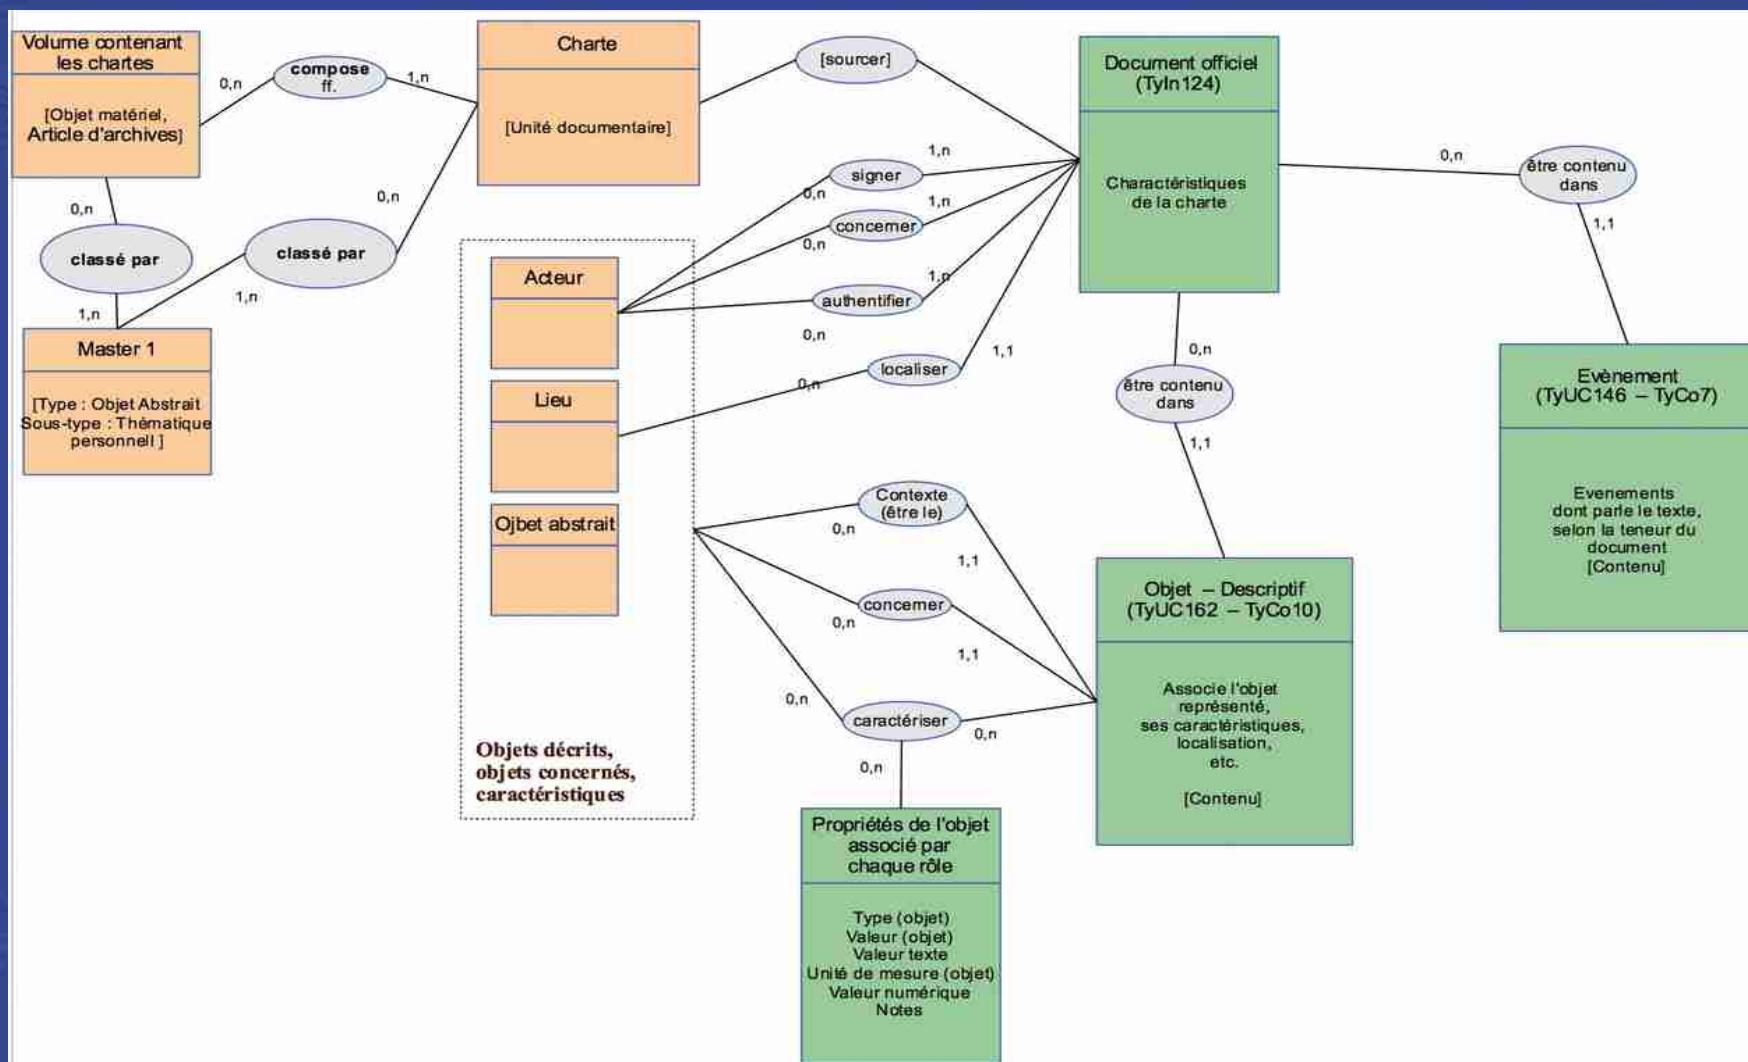 Volume contenant
les chartes
[Objet matériel,
Article d'archives]
0,n
compose
ff.
1,n
Charte
[Unité documentaire]
[sourcer]
Document officiel
(TyIn124)
Charactéristiques
de la charte
0,n
être contenu
dans
1,1
0,n
classé par
1,n
0,n
classé par
1,n
Master 1
[Type : Objet Abstrait
Sous-type : Thématique
personnell ]
1,n
signer
0,n
1,n
concerner
0,n
1,n
authentifier
0,n
1,1
localiser
0,n
Acteur
Lieu
Ojbet abstrait
Objets décrits,
objets concernés,
caractéristiques
0,n
être contenu
dans
1,1
Evènement
(TyUC146 – TyCo7)
Evenements
dont parle le texte,
selon la teneur du
document
[Contenu]
Contexte
(être le)
0,n
1,1
concerner
0,n
1,1
0,n
caractériser
0,n
0,n
Objet – Descriptif
(TyUC162 – TyCo10)
Associe l'objet
représenté,
ses caractéristiques,
localisation,
etc.
[Contenu]
Propriétés de l'objet
associé par
chaque rôle
Type (objet)
Valeur (objet)
Valeur texte
Unité de mesure (objet)
Valeur numérique
Notes